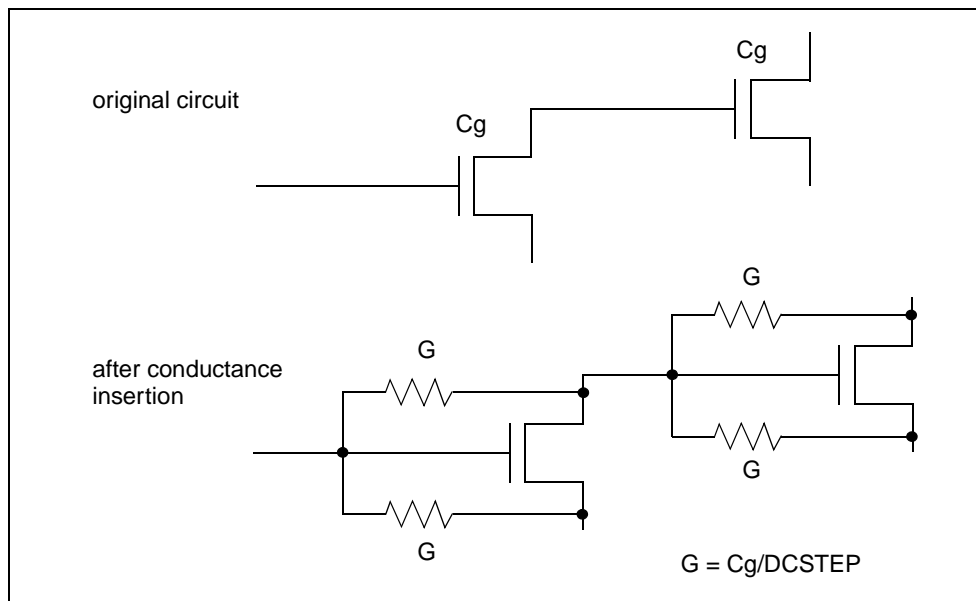 Cg
original circuit
Cg
G
G
after conductance
insertion
G
G
G = Cg/DCSTEP